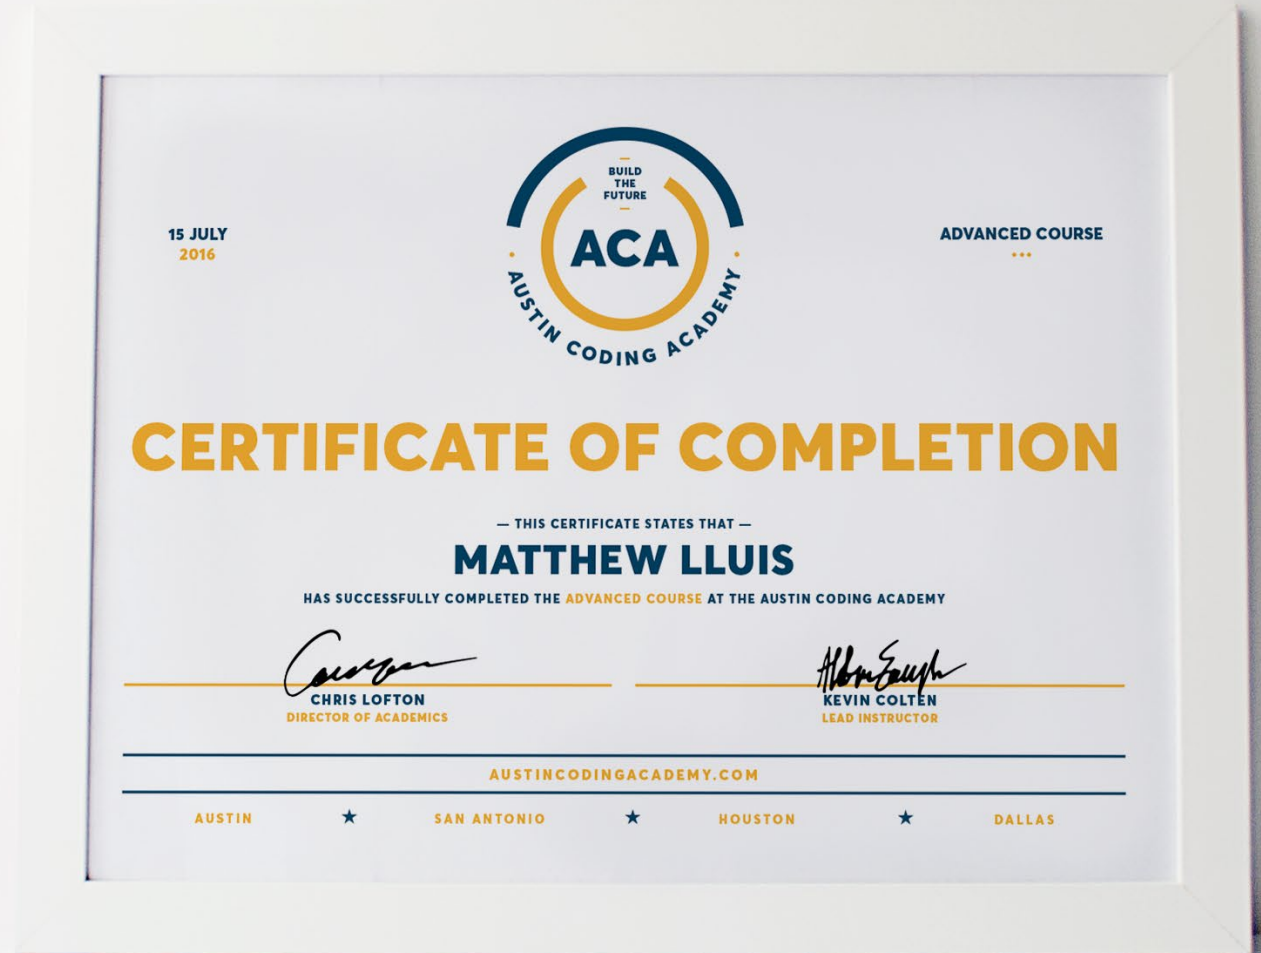 BUILD
THE
FUTURE
ACA
AUSTIN CODING ACADEMY
15 JULY
2016
ADVANCED COURSE
CERTIFICATE OF COMPLETION
— THIS CERTIFICATE STATES THAT —
MATTHEW LLUIS
HAS SUCCESSFULLY COMPLETED THE ADVANCED COURSE AT THE AUSTIN CODING ACADEMY
CHRIS LOFTON
DIRECTOR OF ACADEMICS
KEVIN COLTEN
LEAD INSTRUCTOR
AUSTINCODINGACADEMY.COM
AUSTIN ★ SAN ANTONIO ★ HOUSTON ★ DALLAS